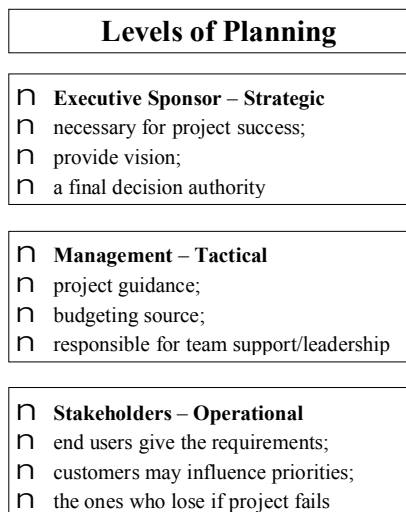 Levels of Planning
n Executive Sponsor – Strategic
n necessary for project success;
n provide vision;
n a final decision authority
n Management – Tactical
n project guidance;
n budgeting source;
n responsible for team support/leadership
n Stakeholders – Operational
n end users give the requirements;
n customers may influence priorities;
n the ones who lose if project fails